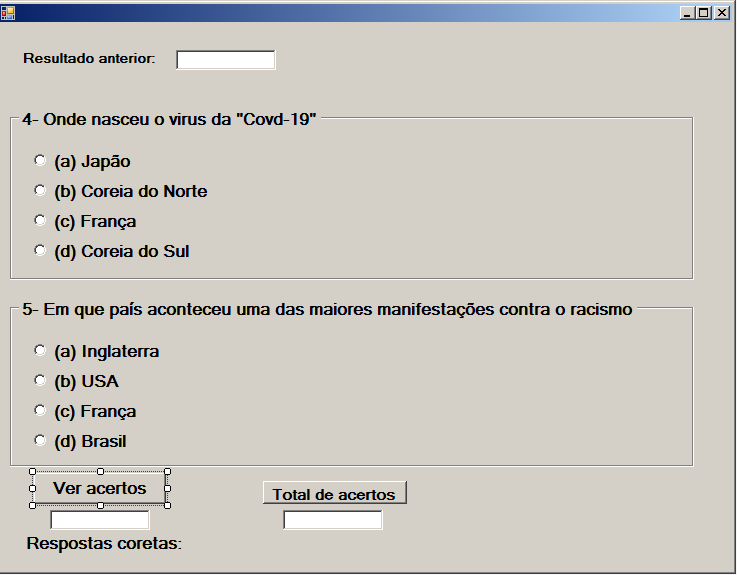 Resultado anterior:
4- Onde nasceu o virus da "Covd-19"
(a) Japão
(b) Coreia do Norte
(c) França
(d) Coreia do Sul
5- Em que país aconteceu uma das maiores manifestações contra o racismo
(a) Inglaterra
(b) USA
(c) França
(d) Brasil
Ver acertos
Total de acertos
Respostas coretas: